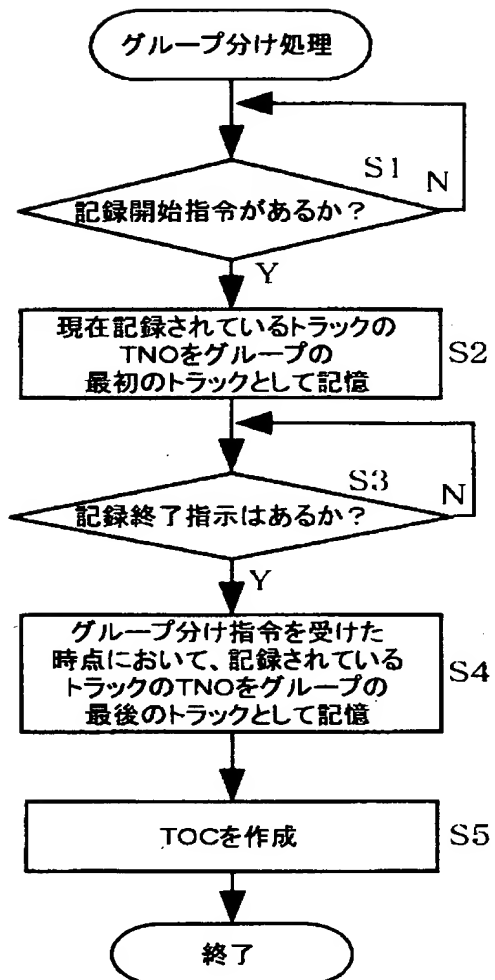 グループ分け処理
S1
N
記録開始指令があるか？
Y
現在記録されているトラックの
TNOをグループの
最初のトラックとして記憶
S2
S3
N
記録終了指示はあるか？
Y
グループ分け指令を受けた
時点において、記録されている
トラックのTNOをグループの
最後のトラックとして記憶
S4
TOCを作成
S5
終了